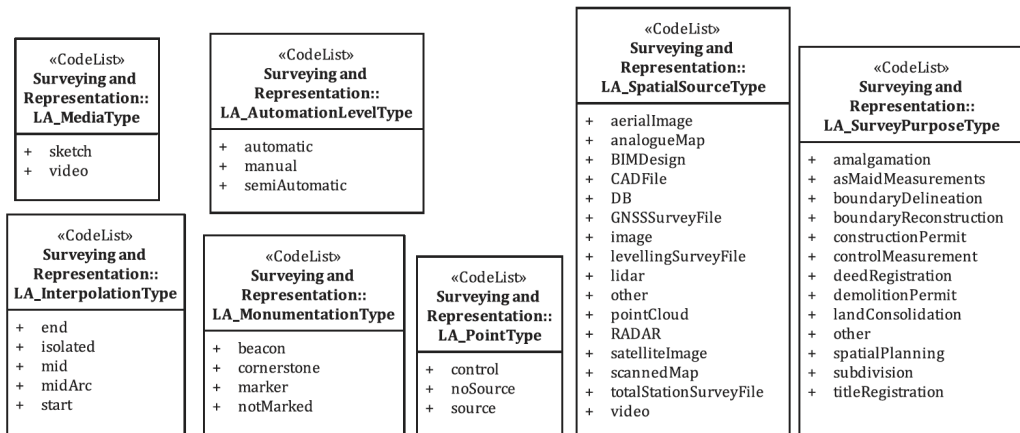 «CodeList»
Surveying and
Representation::
LA_MediaType
+ sketch
+ video
«CodeList»
Surveying and
Representation::
LA_AutomationLevelType
+ automatic
+ manual
+ semiAutomatic
«CodeList»
Surveying and
Representation::
LA_SpatialSourceType
+ aerialImage
+ analogueMap
+ BIMDesign
+ CADFile
+ DB
+ GNSSSurveyFile
+ image
+ levellingSurveyFile
+ lidar
+ other
+ pointCloud
+ RADAR
+ satelliteImage
+ scannedMap
+ totalStationSurveyFile
+ video
«CodeList»
Surveying and
Representation::
LA_SurveyPurposeType
+ amalgamation
+ asMaidMeasurements
+ boundaryDelineation
+ boundaryReconstruction
+ constructionPermit
+ controlMeasurement
+ deedRegistration
+ demolitionPermit
+ landConsolidation
+ other
+ spatialPlanning
+ subdivision
+ titleRegistration
«CodeList»
Surveying and
Representation::
LA_InterpolationType
+ end
+ isolated
+ mid
+ midArc
+ start
«CodeList»
Surveying and
Representation::
LA_MonumentationType
+ beacon
+ cornerstone
+ marker
+ notMarked
«CodeList»
Surveying and
Representation::
LA_PointType
+ control
+ noSource
+ source